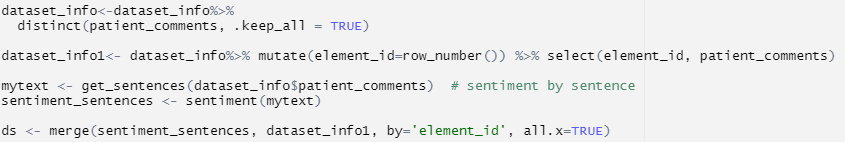 dataset_info<-dataset_info%>%
  distinct(patient_comments, .keep_all = TRUE)
dataset_info1<- dataset_info%>% mutate(element_id=row_number()) %>% select(element_id, patient_comments)
mytext <- get_sentences(dataset_info$patient_comments)  # sentiment by sentence
sentiment_sentences <- sentiment(mytext)
ds <- merge(sentiment_sentences, dataset_info1, by='element_id', all.x=TRUE)